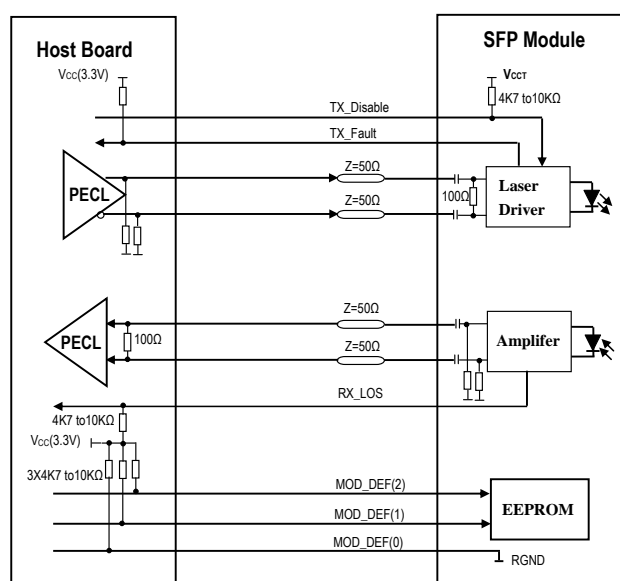 Host Board
SFP Module
Vcc(3.3V)
VCCT
4K7 to10KΩ
TX_Disable
TX_Fault
PECL
Z=50Ω
Z=50Ω
100Ω
Laser
Driver
Z=50Ω
PECL
100Ω
Z=50Ω
Amplifer
RX_LOS
4K7 to10KΩ
Vcc(3.3V)
3X4K7 to10KΩ
MOD_DEF(2)
MOD_DEF(1)
EEPROM
MOD_DEF(0)
RGND